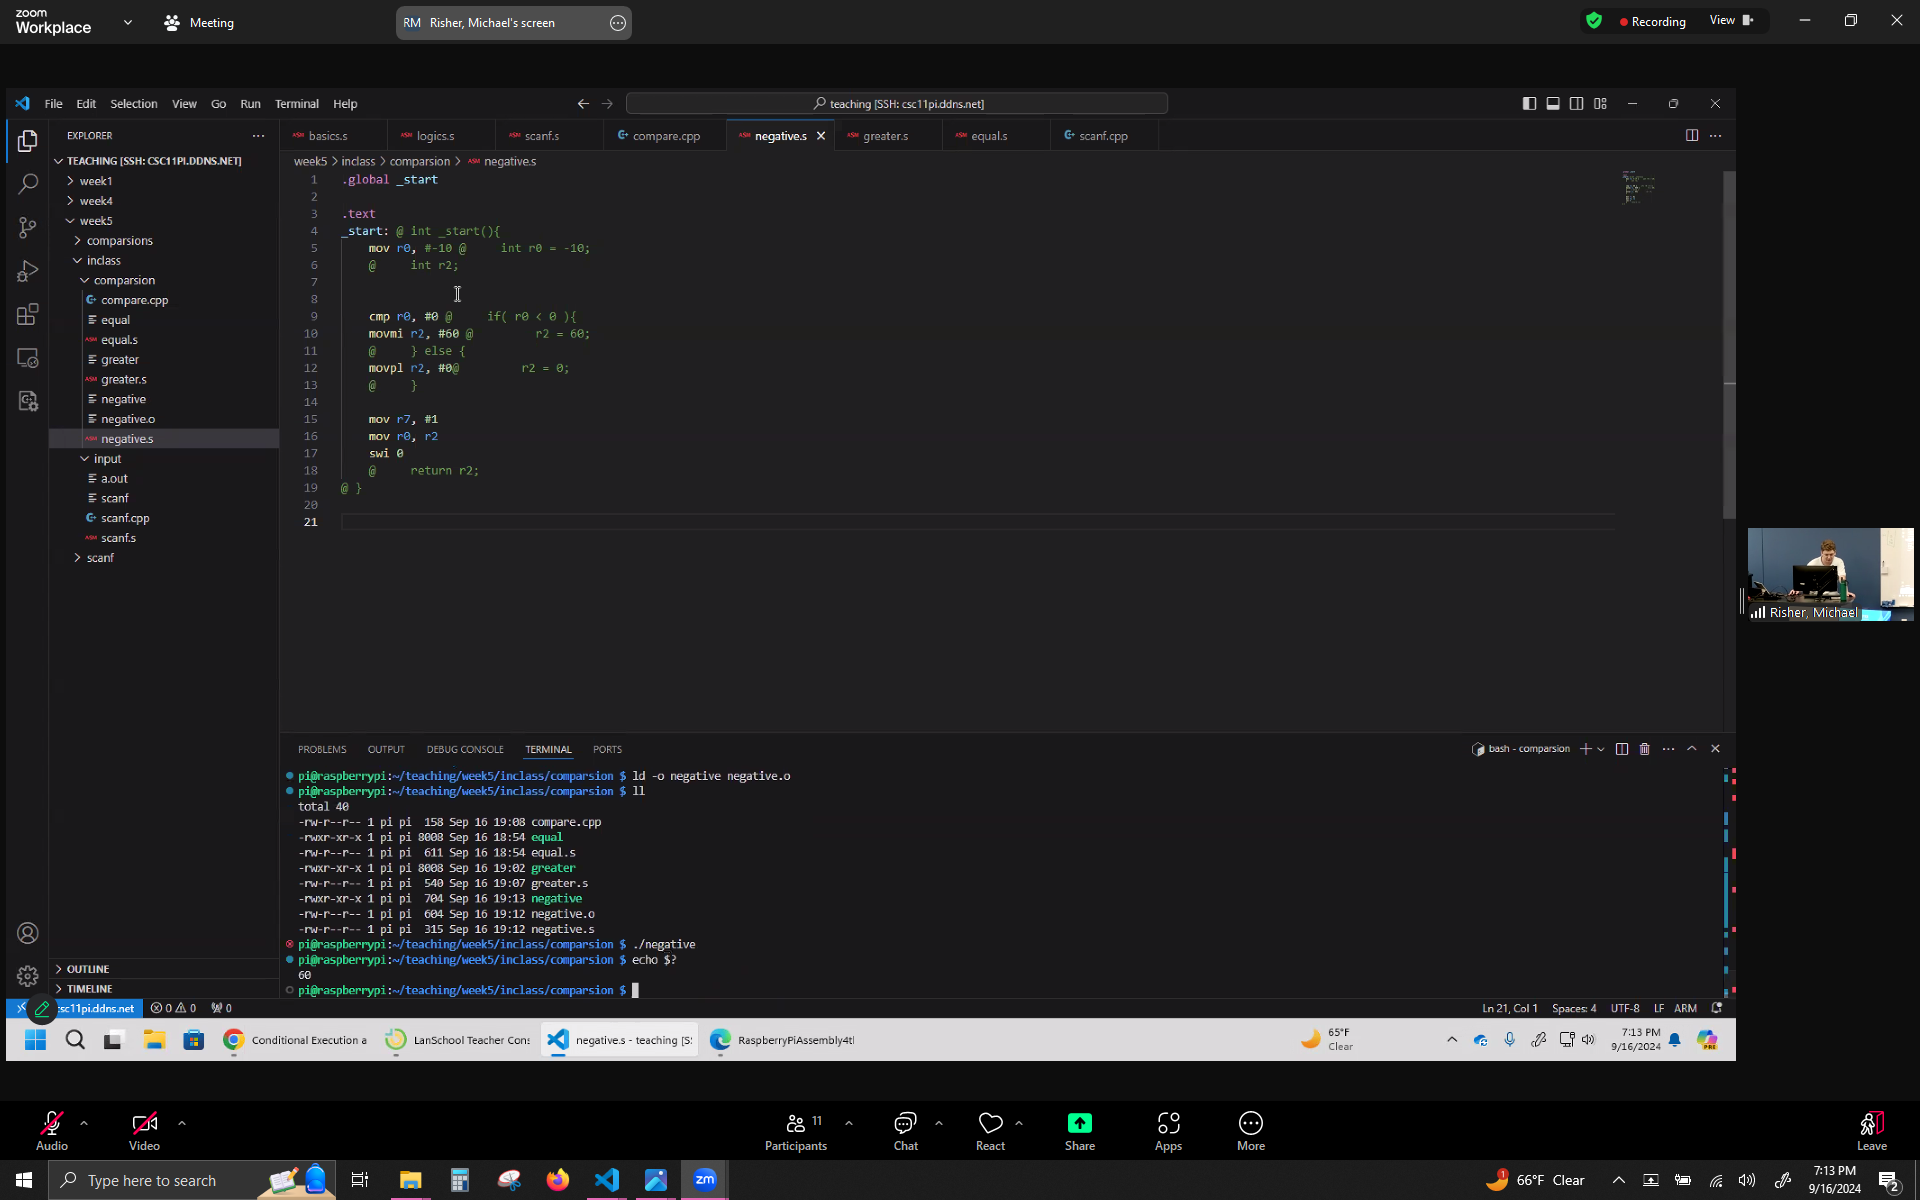 zoom
Workplace
Meeting
RM Risher, Michael's screen
Recording
View
File Edit Selection View Go Run Terminal Help
teaching [SSH: csc11pi.ddns.net]
EXPLORER
basics.s
logics.s
scanf.s
compare.cpp
negative.s
greater.s
equal.s
scanf.cpp
TEACHING [SSH: CSC11PI.DDNS.NET]
week1
week4
week5
comparsions
inclass
comparsion
compare.cpp
equal
equal.s
greater
greater.s
negative
negative.o
negative.s
input
a.out
scanf
scanf.cpp
scanf.s
scanf
OUTLINE
TIMELINE
week5 > inclass > comparsion > negative.s
1 .global _start
2
3 .text
4 _start: @ int _start(){
5 mov r0, #-10 @ int r0 = -10;
6 @ int r2;
7
8
9 cmp r0, #0 @ if( r0 < 0 ){
10 movmi r2, #60 @ r2 = 60;
11 @ } else {
12 movpl r2, #0@ r2 = 0;
13 @ }
14
15 mov r7, #1
16 mov r0, r2
17 swi 0
18 @ return r2;
19 @ }
20
21
PROBLEMS OUTPUT DEBUG CONSOLE TERMINAL PORTS
bash - comparsion
pi@raspberrypi:~/teaching/week5/inclass/comparsion $ ld -o negative negative.o
pi@raspberrypi:~/teaching/week5/inclass/comparsion $ ll
total 40
-rw-r--r-- 1 pi pi 158 Sep 16 19:08 compare.cpp
-rwxr-xr-x 1 pi pi 8008 Sep 16 18:54 equal
-rw-r--r-- 1 pi pi 611 Sep 16 18:54 equal.s
-rwxr-xr-x 1 pi pi 8008 Sep 16 19:02 greater
-rw-r--r-- 1 pi pi 540 Sep 16 19:07 greater.s
-rwxr-xr-x 1 pi pi 704 Sep 16 19:13 negative
-rw-r--r-- 1 pi pi 604 Sep 16 19:12 negative.o
-rw-r--r-- 1 pi pi 315 Sep 16 19:12 negative.s
pi@raspberrypi:~/teaching/week5/inclass/comparsion $ ./negative
pi@raspberrypi:~/teaching/week5/inclass/comparsion $ echo $?
60
pi@raspberrypi:~/teaching/week5/inclass/comparsion $
Risher, Michael
csc11pi.ddns.net 0 0 0
Ln 21, Col 1 Spaces: 4 UTF-8 LF ARM
Conditional Execution a
LanSchool Teacher Cons
negative.s - teaching [S
RaspberryPiAssembly4tl
65°F
Clear
7:13 PM
9/16/2024
PRE
Audio
Video
11
Participants
Chat
React
Share
Apps
More
Leave
Type here to search
zm
1
66°F Clear
7:13 PM
9/16/2024
2